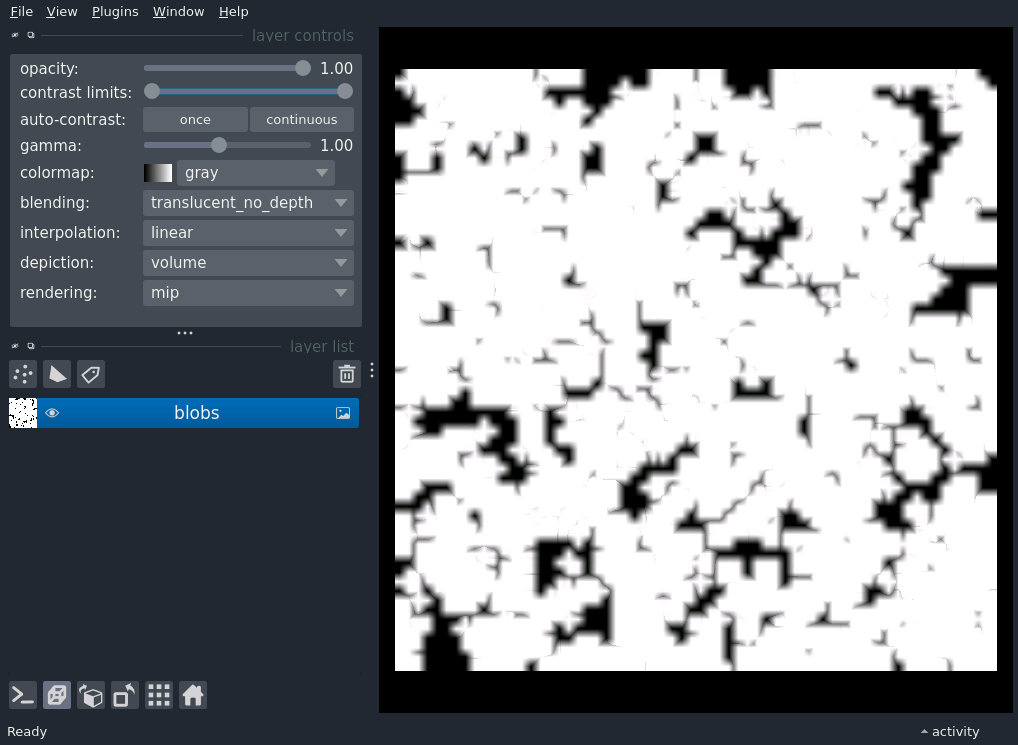 File View Plugins Window Help
layer controls
opacity: 1.00
contrast limits:
auto-contrast: once continuous
gamma: 1.00
colormap: gray
blending: translucent_no_depth
interpolation: linear
depiction: volume
rendering: mip
layer list
blobs
Ready
activity